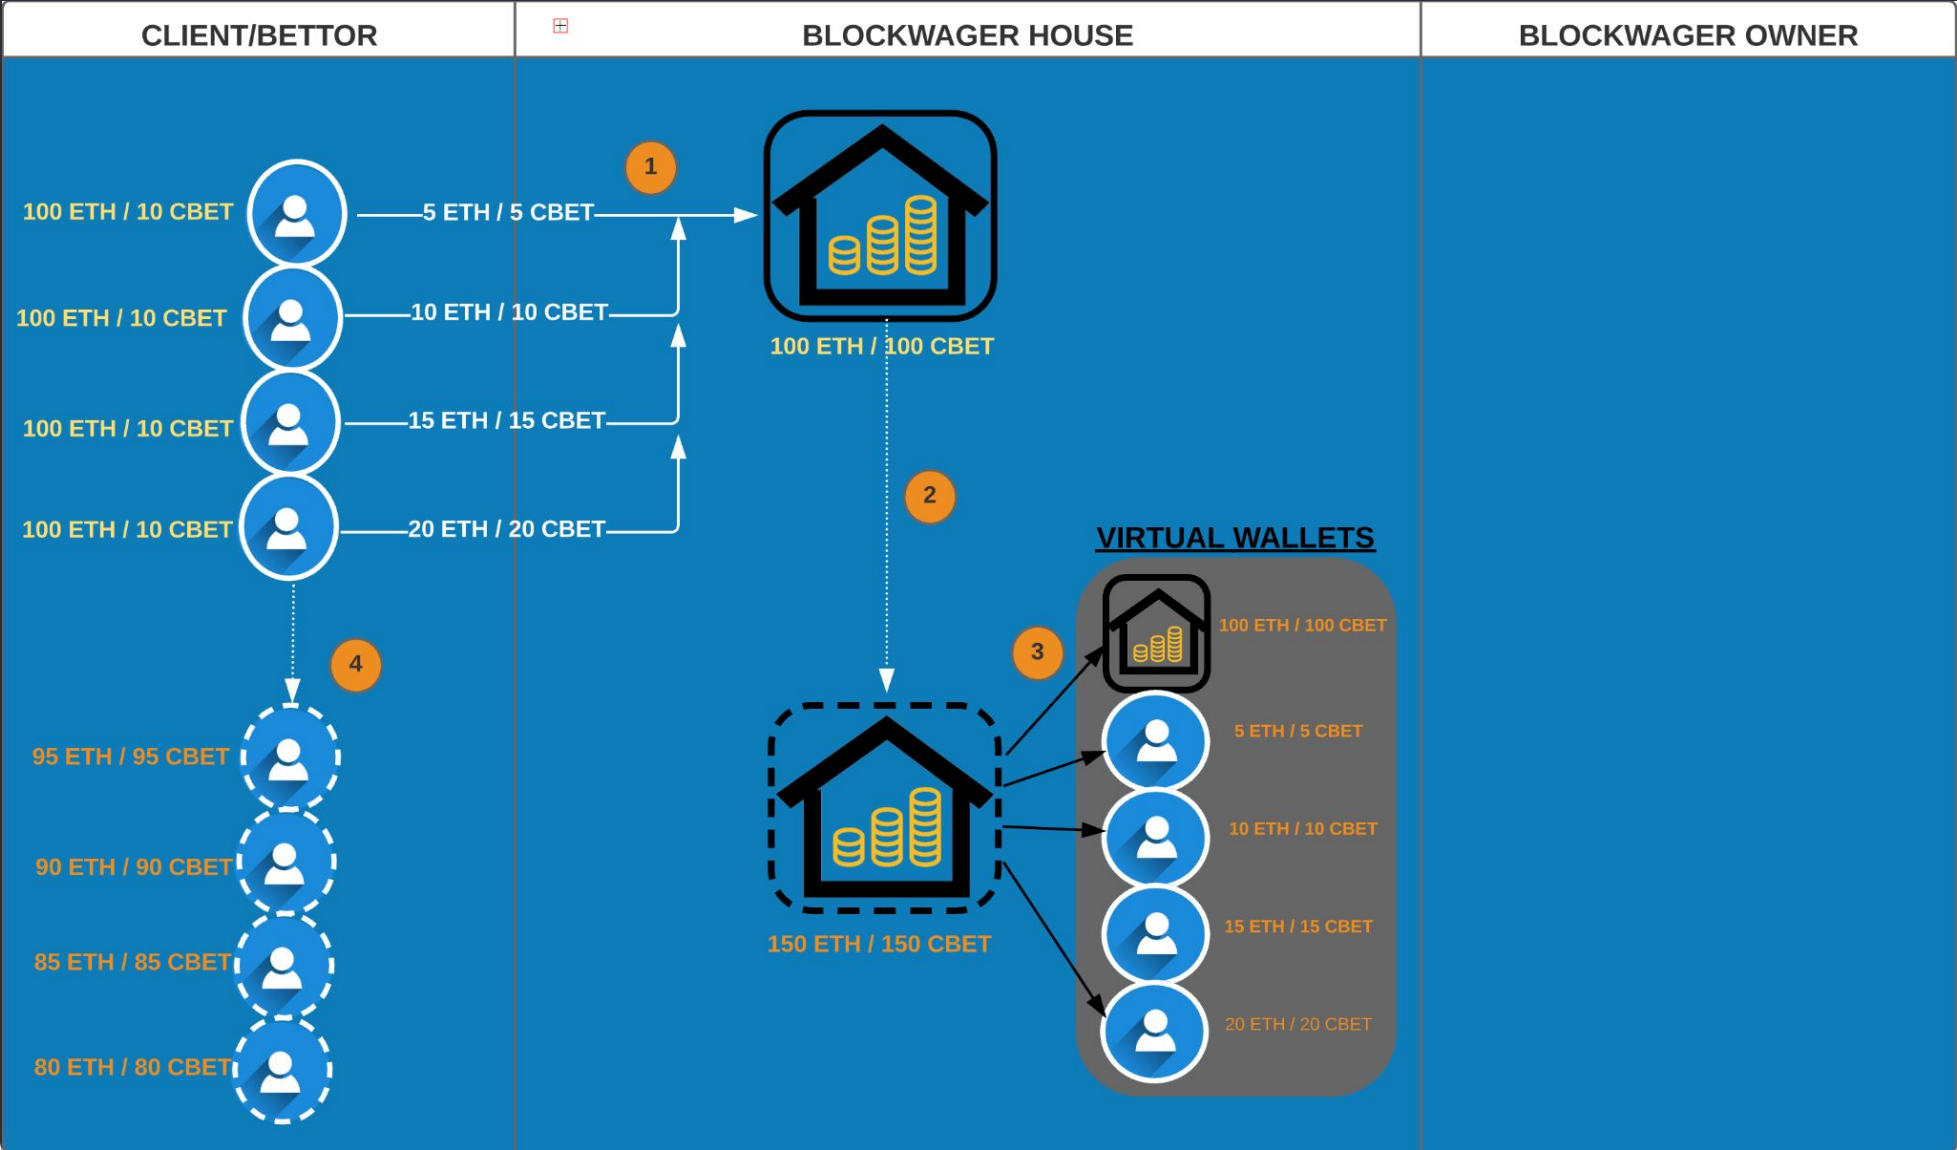 CLIENT/BETTOR
BLOCKWAGER HOUSE
BLOCKWAGER OWNER
1
100 ETH / 10 CBET
5 ETH / 5 CBET
100 ETH / 10 CBET
10 ETH / 10 CBET
100 ETH / 100 CBET
100 ETH / 10 CBET
15 ETH / 15 CBET
100 ETH / 10 CBET
20 ETH / 20 CBET
2
VIRTUAL WALLETS
3
100 ETH / 100 CBET
4
5 ETH / 5 CBET
95 ETH / 95 CBET
10 ETH / 10 CBET
90 ETH / 90 CBET
15 ETH / 15 CBET
150 ETH / 150 CBET
85 ETH / 85 CBET
20 ETH / 20 CBET
80 ETH / 80 CBET